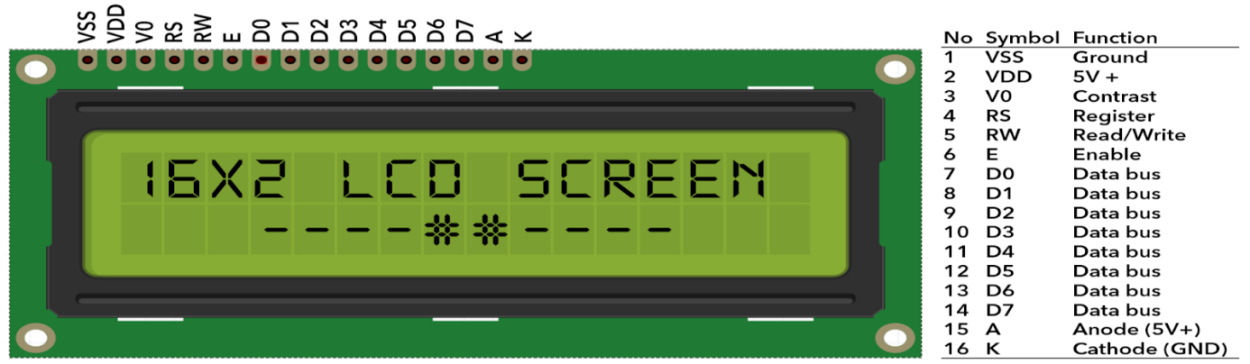 VSS VDD V0 RS RW E D0 D1 D2 D3 D4 D5 D6 D7 A K
16X2 LCD SCREEN
----**----
No Symbol Function
1 VSS Ground
2 VDD 5V +
3 V0 Contrast
4 RS Register
5 RW Read/Write
6 E Enable
7 D0 Data bus
8 D1 Data bus
9 D2 Data bus
10 D3 Data bus
11 D4 Data bus
12 D5 Data bus
13 D6 Data bus
14 D7 Data bus
15 A Anode (5V+)
16 K Cathode (GND)